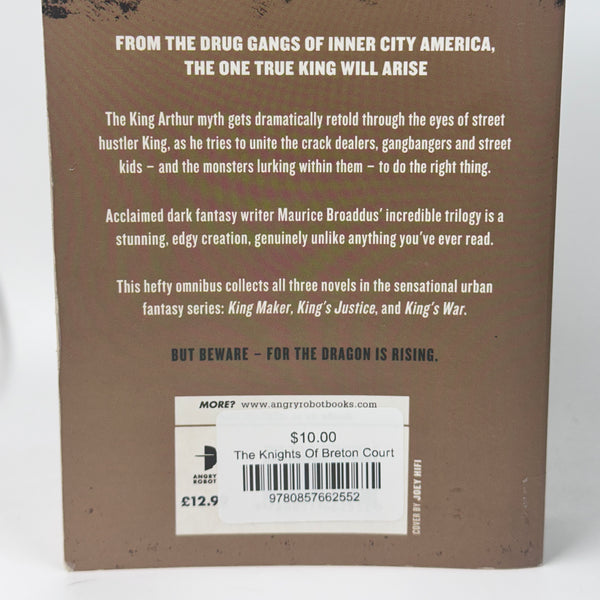 FROM THE DRUG GANGS OF INNER CITY AMERICA,
THE ONE TRUE KING WILL ARISE
The King Arthur myth gets dramatically retold through the eyes of street
hustler King, as he tries to unite the crack dealers, gangbangers and street
kids – and the monsters lurking within them – to do the right thing.
Acclaimed dark fantasy writer Maurice Broaddus' incredible trilogy is a
stunning, edgy creation, genuinely unlike anything you've ever read.
This hefty omnibus collects all three novels in the sensational urban
fantasy series: King Maker, King's Justice, and King's War.
BUT BEWARE – FOR THE DRAGON IS RISING.
MORE? www.angryrobotbooks.com
ANGRY
ROBOT
£12.9
$10.00
The Knights Of Breton Court
9780857662552
COVER BY JOEY HIFI